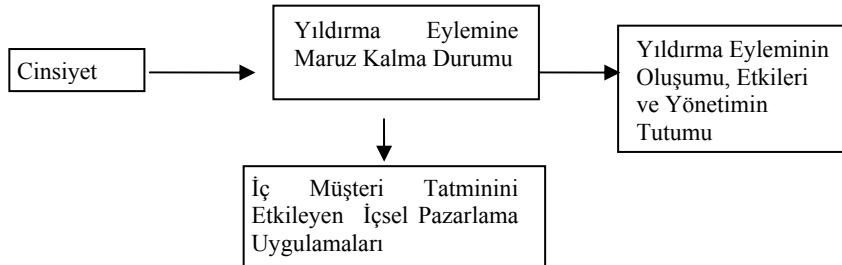 Cinsiyet
Yıldırma Eylemine
Maruz Kalma Durumu
Yıldırma Eyleminin
Oluşumu, Etkileri
ve Yönetimin
Tutumu
İç Müşteri Tatminini
Etkileyen İçsel Pazarlama
Uygulamaları